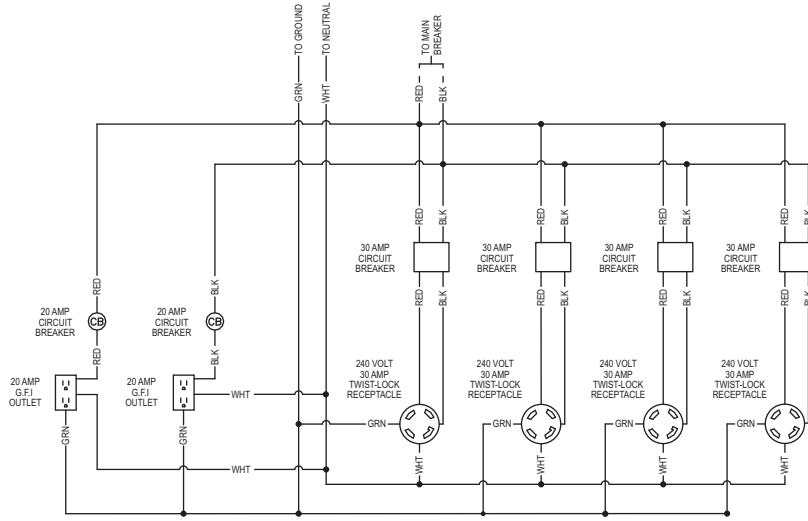 TO GROUND
TO NEUTRAL
TO MAIN
BREAKER
GRN
WHT
RED
BLK
RED
BLK
RED
BLK
RED
BLK
RED
BLK
30 AMP
CIRCUIT
BREAKER
30 AMP
CIRCUIT
BREAKER
30 AMP
CIRCUIT
BREAKER
30 AMP
CIRCUIT
BREAKER
RED
BLK
20 AMP
CIRCUIT
BREAKER
CB
20 AMP
CIRCUIT
BREAKER
CB
RED
BLK
RED
BLK
RED
BLK
RED
BLK
RED
BLK
20 AMP
G.F.I
OUTLET
20 AMP
G.F.I
OUTLET
240 VOLT
30 AMP
TWIST-LOCK
RECEPTACLE
240 VOLT
30 AMP
TWIST-LOCK
RECEPTACLE
240 VOLT
30 AMP
TWIST-LOCK
RECEPTACLE
240 VOLT
30 AMP
TWIST-LOCK
RECEPTACLE
WHT
GRN
GRN
GRN
GRN
GRN
GRN
WHT
WHT
WHT
WHT
WHT